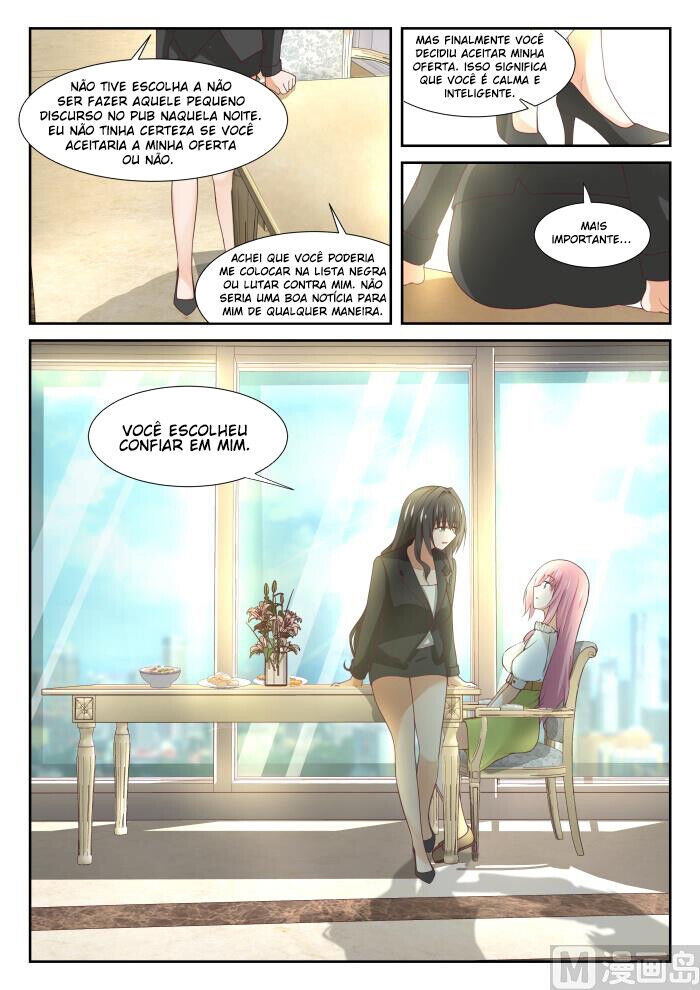 NÃO TIVE ESCOLHA A NÃO
SER FAZER AQUELE PEQUENO
DISCURSO NO PUB NAQUELA NOITE.
EU NÃO TINHA CERTEZA SE VOCÊ
ACEITARIA A MINHA OFERTA
OU NÃO.
ACHEI QUE VOCÊ PODERIA
ME COLOCAR NA LISTA NEGRA
OU LUTAR CONTRA MIM. NÃO
SERIA UMA BOA NOTÍCIA PARA
MIM DE QUALQUER MANEIRA.
MAS FINALMENTE VOCÊ
DECIDIU ACEITAR MINHA
OFERTA. ISSO SIGNIFICA
QUE VOCÊ É CALMA E
INTELIGENTE.
MAIS
IMPORTANTE...
VOCÊ ESCOLHEU
CONFIAR EM MIM.
M 漫画岛